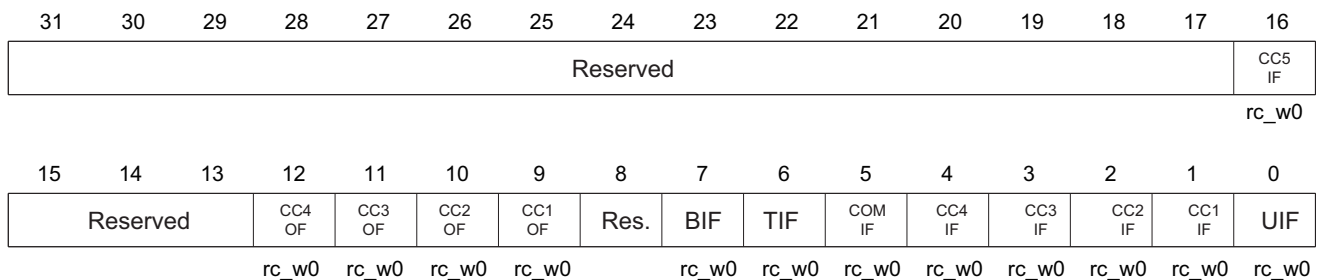 31 30 29 28 27 26 25 24 23 22 21 20 19 18 17 16
Reserved CC5 IF
rc_w0
15 14 13 12 11 10 9 8 7 6 5 4 3 2 1 0
Reserved CC4 OF CC3 OF CC2 OF CC1 OF Res. BIF TIF COM IF CC4 IF CC3 IF CC2 IF CC1 IF UIF
rc_w0 rc_w0 rc_w0 rc_w0 rc_w0 rc_w0 rc_w0 rc_w0 rc_w0 rc_w0 rc_w0 rc_w0